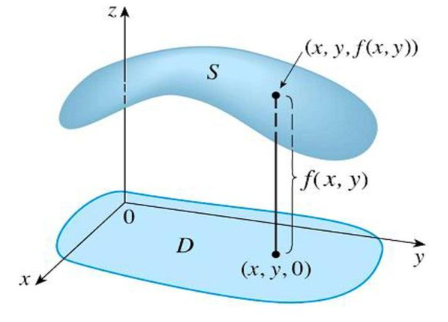 z
(x, y, f(x, y))
S
f(x, y)
0
D
(x, y, 0)
x
y